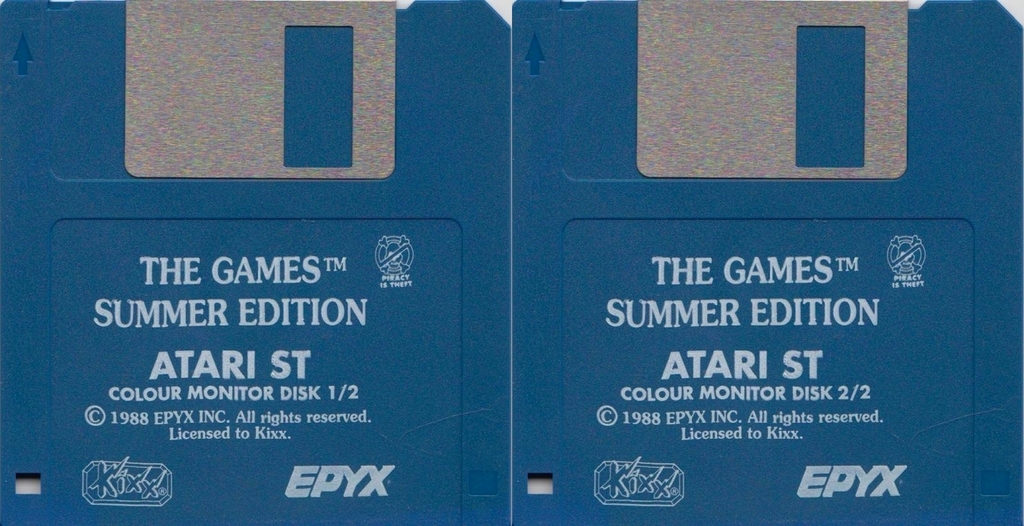 THE GAMES™
SUMMER EDITION
PIRACY
IS THEFT
ATARI ST
COLOUR MONITOR DISK 1/2
© 1988 EPYX INC. All rights reserved.
Licensed to Kixx.
Kixx®
EPYX
THE GAMES™
SUMMER EDITION
PIRACY
IS THEFT
ATARI ST
COLOUR MONITOR DISK 2/2
© 1988 EPYX INC. All rights reserved.
Licensed to Kixx.
Kixx®
EPYX